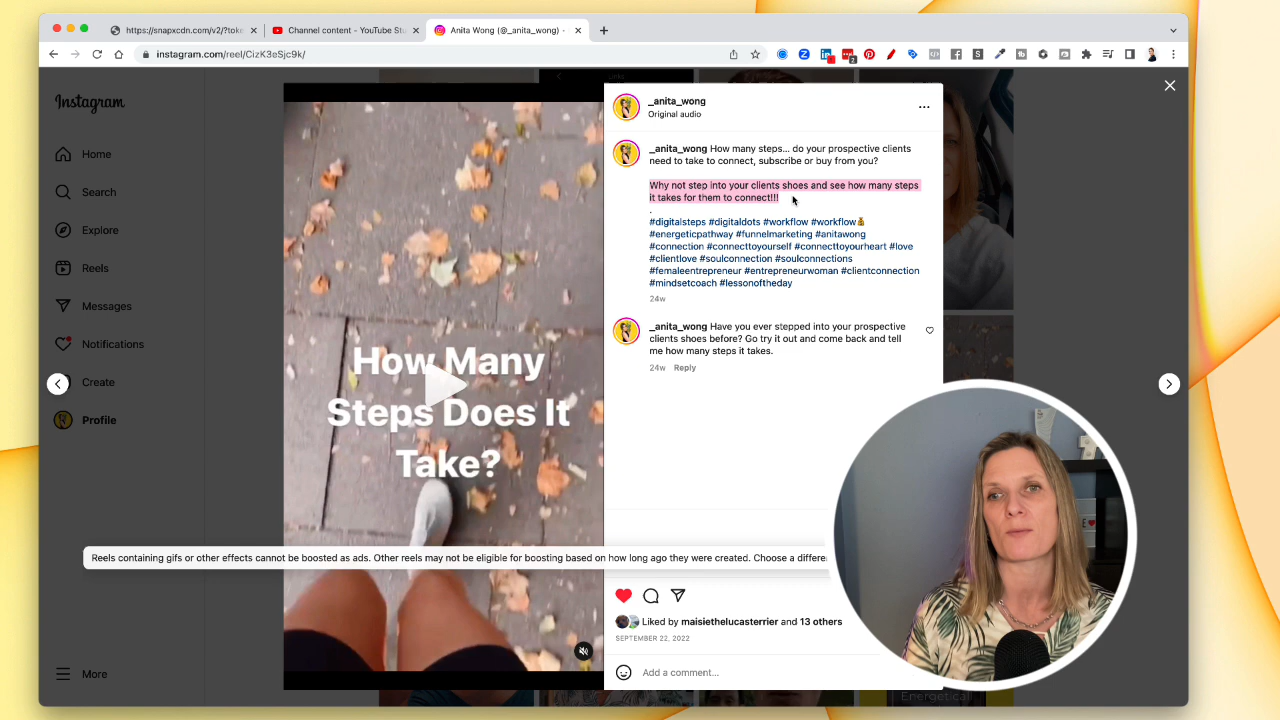 https://snapxcdn.com/v2/?toke
Channel content - YouTube Stu
Anita Wong (@_anita_wong) -
instagram.com/reel/CizK3eSjc9k/
Instagram
Home
Search
Explore
Reels
Messages
Notifications
Create
Profile
More
How Many
Steps Does It
Take?
_anita_wong
Original audio
_anita_wong How many steps... do your prospective clients
need to take to connect, subscribe or buy from you?
Why not step into your clients shoes and see how many steps
it takes for them to connect!!!
.
#digitalsteps #digitaldots #workflow #workflow💰
#energeticpathway #funnelmarketing #anitawong
#connection #connecttoyourself #connecttoyourheart #love
#clientlove #soulconnection #soulconnections
#femaleentrepreneur #entrepreneurwoman #clientconnection
#mindsetcoach #lessonoftheday
24w
_anita_wong Have you ever stepped into your prospective
clients shoes before? Go try it out and come back and tell
me how many steps it takes.
24w Reply
Reels containing gifs or other effects cannot be boosted as ads. Other reels may not be eligible for boosting based on how long ago they were created. Choose a differe
Liked by maisiethelucasterrier and 13 others
SEPTEMBER 22, 2022
Add a comment...